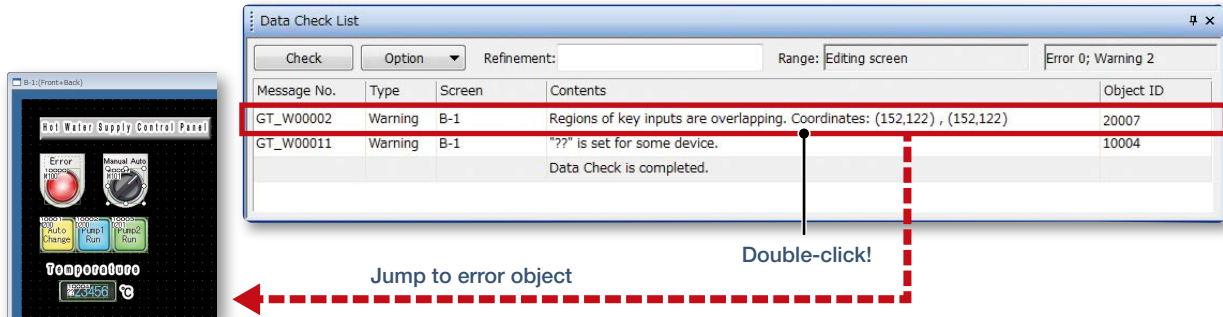 Data Check List
Check Option Refinement: Range: Editing screen Error 0; Warning 2
Message No. Type Screen Contents Object ID
GT_W00002 Warning B-1 Regions of key inputs are overlapping. Coordinates: (152,122) , (152,122) 20007
GT_W00011 Warning B-1 "??" is set for some device. 10004
Data Check is completed.
Double-click!
Jump to error object
B-1:(Front+Back)
Hot Water Supply Control Panel
Error
Manual Auto
Auto Change
Pump1 Run
Pump2 Run
Temperature
123456 °C